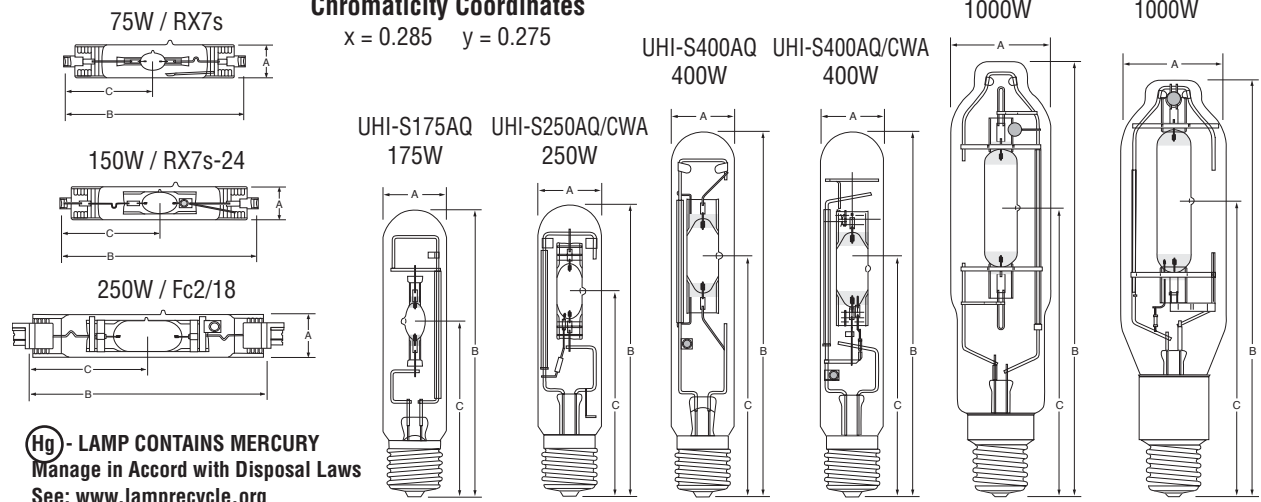 Chromaticity Coordinates
x = 0.285 y = 0.275
75W / RX7s
A
C
B
150W / RX7s-24
A
C
B
250W / Fc2/18
A
C
B
UHI-S175AQ
175W
A
B
C
UHI-S250AQ/CWA
250W
A
B
C
UHI-S400AQ
400W
A
B
C
UHI-S400AQ/CWA
400W
A
B
C
1000W
A
B
C
1000W
A
B
C
Hg - LAMP CONTAINS MERCURY
Manage in Accord with Disposal Laws
See: www.lamprecycle.org